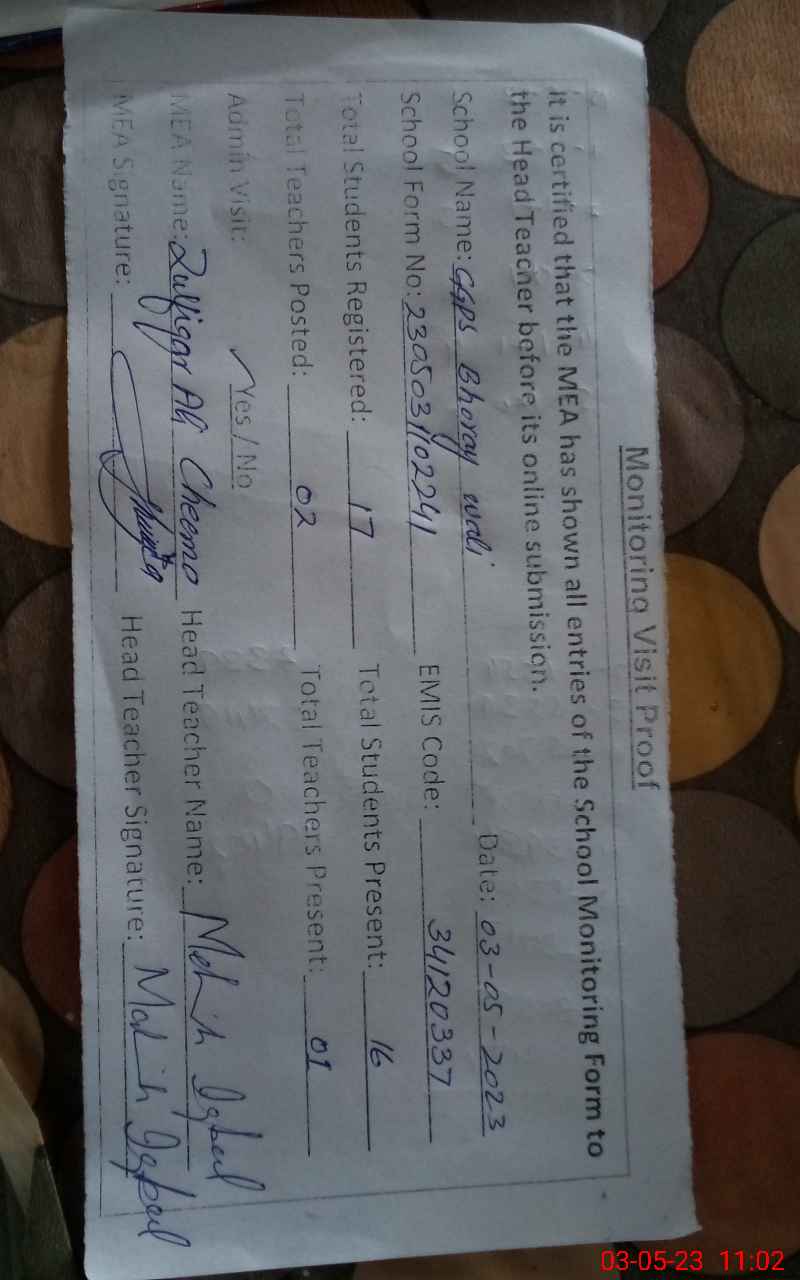 Monitoring Visit Proof
It is certified that the MEA has shown all entries of the School Monitoring Form to
the Head Teacher before its online submission.
School Name: GGPS Bhoray wali Date: 03-05-2023
School Form No: 2305031102241 EMIS Code: 34120337
Total Students Registered: 17 Total Students Present: 16
Total Teachers Posted: 02 Total Teachers Present: 01
Admin Visit: Yes / No
MEA Name: Zulfiqar Ali Cheema Head Teacher Name: Mehwish Iqbal
MEA Signature: Head Teacher Signature: Iqbal
03-05-23 11:02